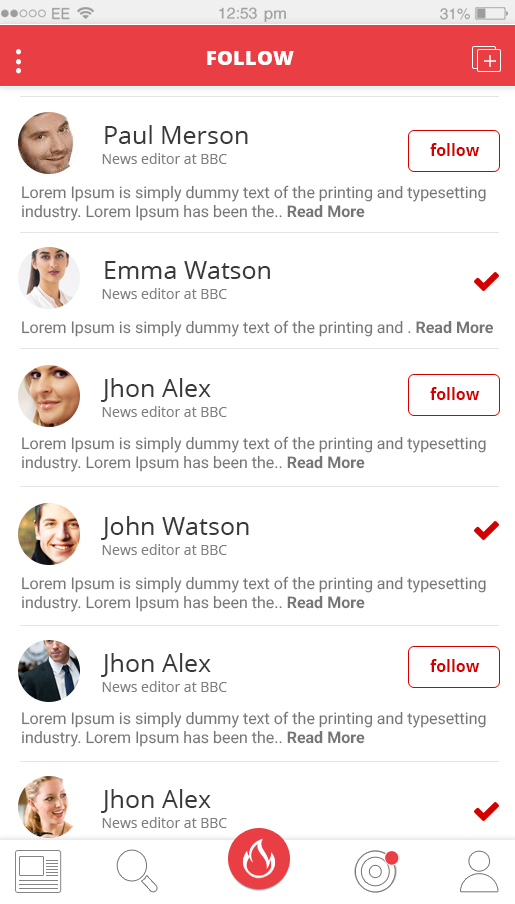 EE 12:53 pm 31%
FOLLOW
Paul Merson
News editor at BBC
follow
Lorem Ipsum is simply dummy text of the printing and typesetting
industry. Lorem Ipsum has been the.. Read More
Emma Watson
News editor at BBC
Lorem Ipsum is simply dummy text of the printing and . Read More
Jhon Alex
News editor at BBC
follow
Lorem Ipsum is simply dummy text of the printing and typesetting
industry. Lorem Ipsum has been the.. Read More
John Watson
News editor at BBC
Lorem Ipsum is simply dummy text of the printing and typesetting
industry. Lorem Ipsum has been the.. Read More
Jhon Alex
News editor at BBC
follow
Lorem Ipsum is simply dummy text of the printing and typesetting
industry. Lorem Ipsum has been the.. Read More
Jhon Alex
News editor at BBC